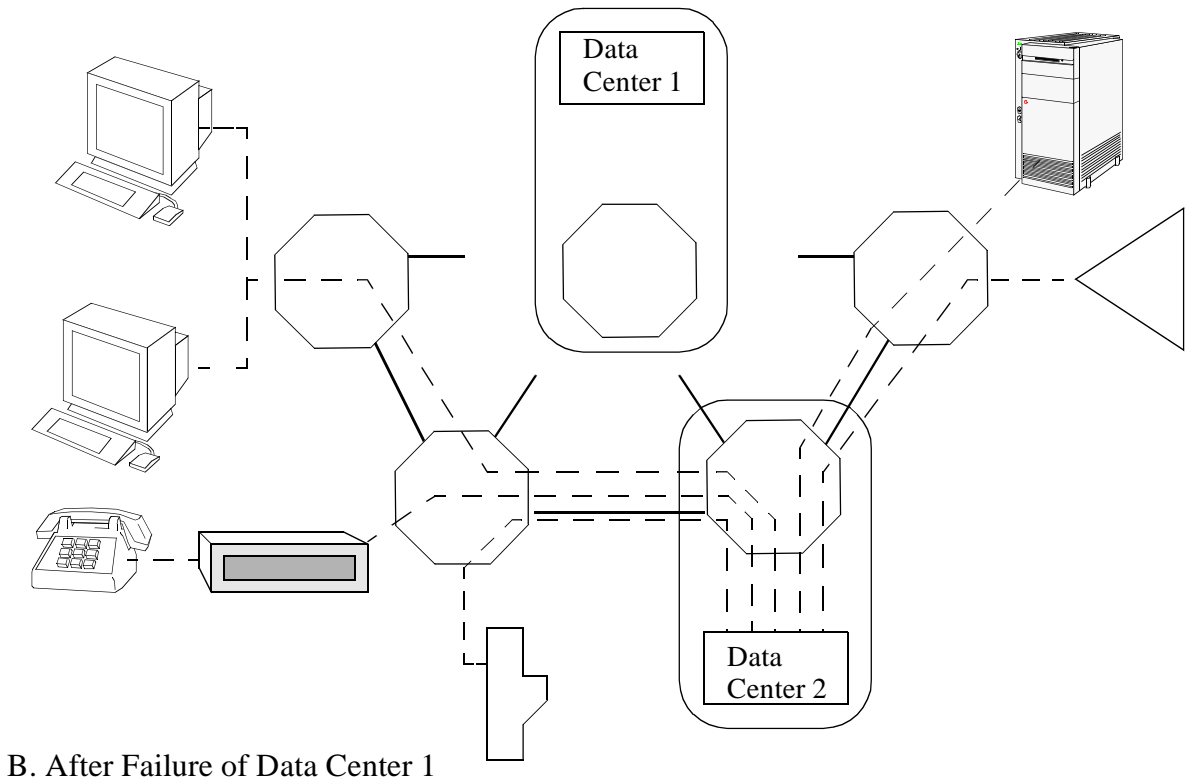 Data
Center 1
Data
Center 2
B. After Failure of Data Center 1